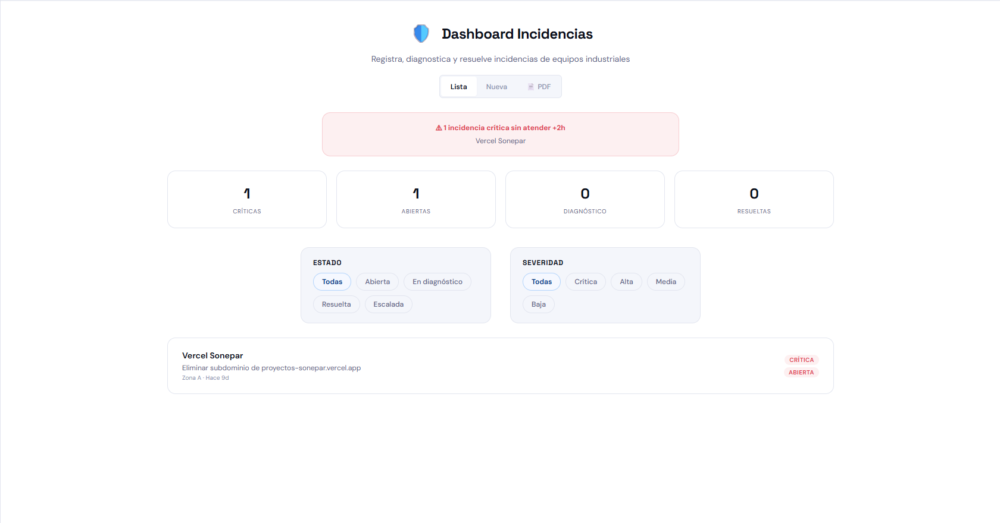 Dashboard Incidencias
Registra, diagnostica y resuelve incidencias de equipos industriales
Lista Nueva PDF
⚠ 1 incidencia crítica sin atender +2h
Vercel Sonepar
1 1 0 0
CRÍTICAS ABIERTAS DIAGNÓSTICO RESUELTAS
ESTADO
Todas Abierta En diagnóstico
Resuelta Escalada
SEVERIDAD
Todas Crítica Alta Media
Baja
Vercel Sonepar
Eliminar subdominio de proyectos-sonepar.vercel.app
Zona A · Hace 9d
CRÍTICA
ABIERTA